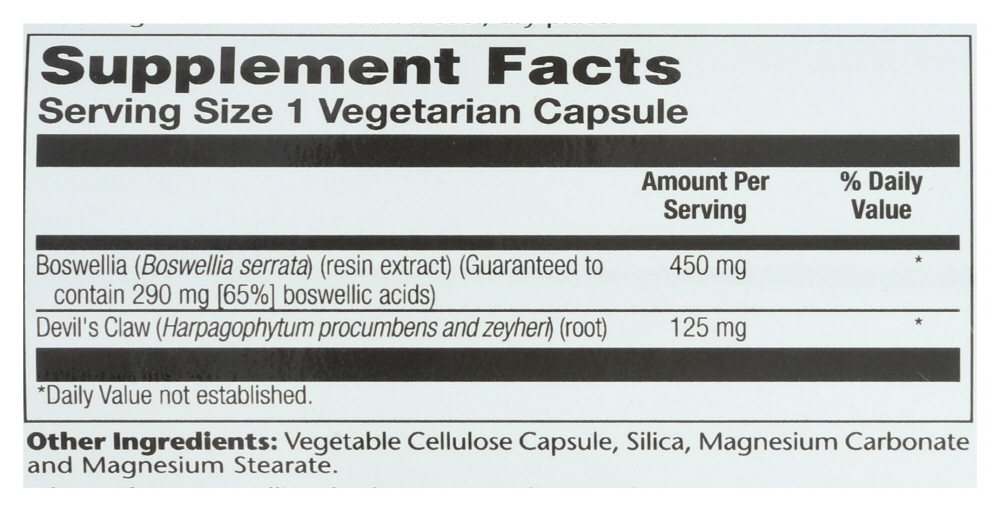 Supplement Facts
Serving Size 1 Vegetarian Capsule
Amount Per % Daily
Serving Value
Boswellia (Boswellia serrata) (resin extract) (Guaranteed to 450 mg *
contain 290 mg [65%] boswellic acids)
Devil's Claw (Harpagophytum procumbens and zeyheri) (root) 125 mg *
*Daily Value not established.
Other Ingredients: Vegetable Cellulose Capsule, Silica, Magnesium Carbonate
and Magnesium Stearate.